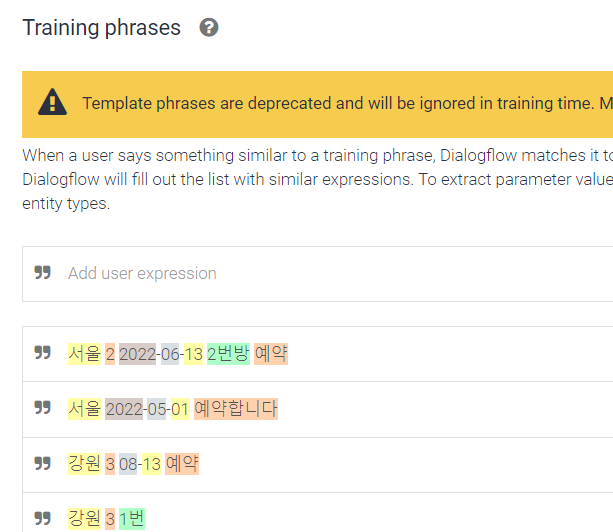 Training phrases ?
Template phrases are deprecated and will be ignored in training time. M
When a user says something similar to a training phrase, Dialogflow matches it to
Dialogflow will fill out the list with similar expressions. To extract parameter value
entity types.
Add user expression
서울 2 2022-06-13 2번방 예약
서울 2022-05-01 예약합니다
강원 3 08-13 예약
강원 3 1번